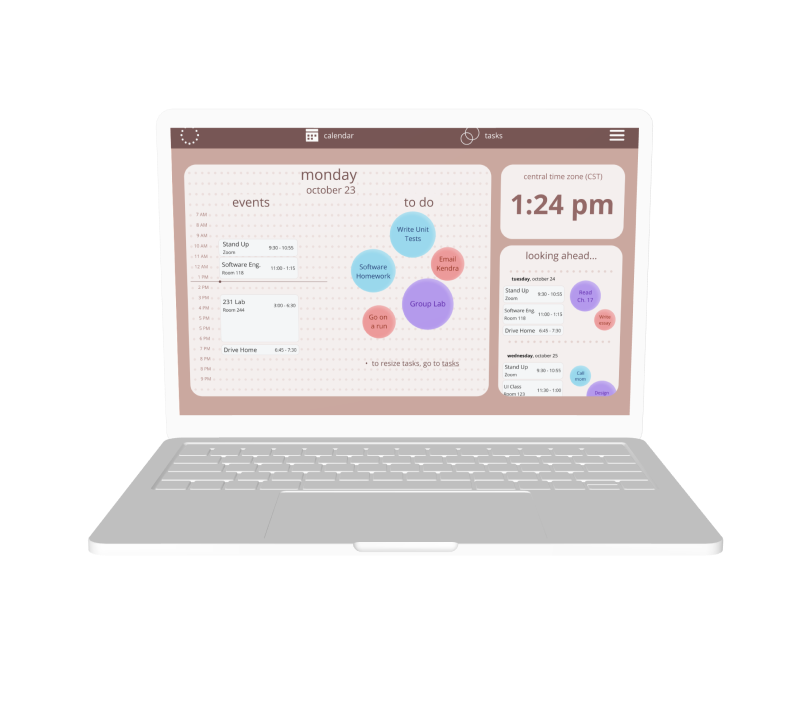 calendar
tasks
monday
october 23
events
to do
7 AM
8 AM
9 AM
10 AM
11 AM
12 AM
1 PM
2 PM
3 PM
4 PM
5 PM
5 PM
6 PM
7 PM
8 PM
9 PM
Stand Up
9:30 - 10:55
Zoom
Software Eng.
11:00 - 1:15
Room 118
231 Lab
3:00 - 6:30
Room 244
Drive Home
6:45 - 7:30
Write Unit
Tests
Email
Kendra
Software
Homework
Group Lab
Go on
a run
• to resize tasks, go to tasks
central time zone (CST)
1:24 pm
looking ahead...
tuesday, october 24
Stand Up
9:30 - 10:55
Zoom
Software Eng.
11:00 - 1:15
Room 118
Drive Home
6:45 - 7:30
Read
Ch. 17
Write
essay
wednesday, october 25
Stand Up
9:30 - 10:55
Zoom
UI Class
11:30 - 1:00
Room 123
Call
mom
Design